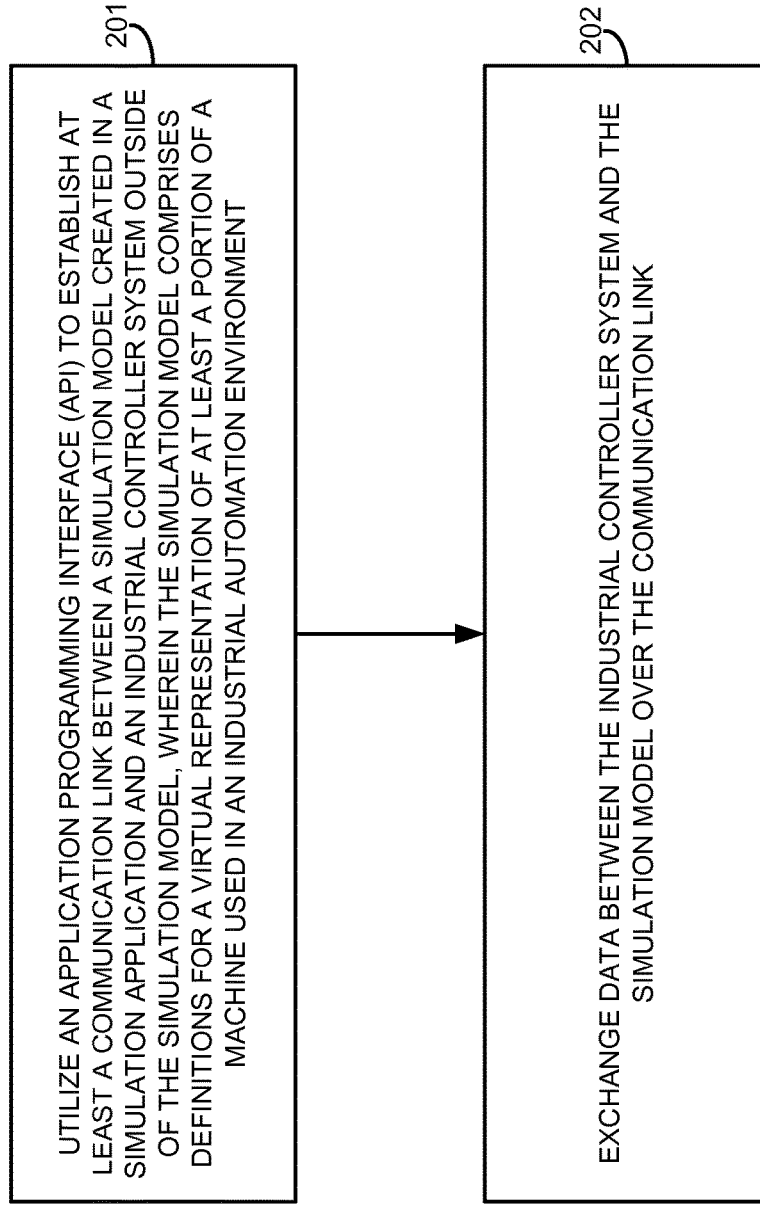 UTILIZE AN APPLICATION PROGRAMMING INTERFACE (API) TO ESTABLISH AT
LEAST A COMMUNICATION LINK BETWEEN A SIMULATION MODEL CREATED IN A
SIMULATION APPLICATION AND AN INDUSTRIAL CONTROLLER SYSTEM OUTSIDE
OF THE SIMULATION MODEL, WHEREIN THE SIMULATION MODEL COMPRISES
DEFINITIONS FOR A VIRTUAL REPRESENTATION OF AT LEAST A PORTION OF A
MACHINE USED IN AN INDUSTRIAL AUTOMATION ENVIRONMENT
201
EXCHANGE DATA BETWEEN THE INDUSTRIAL CONTROLLER SYSTEM AND THE
SIMULATION MODEL OVER THE COMMUNICATION LINK
202